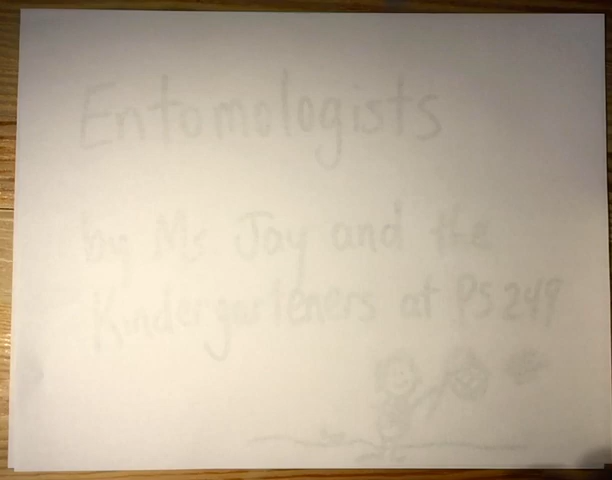 Entomologists
by Ms Jay and the
Kindergarteners at PS 249